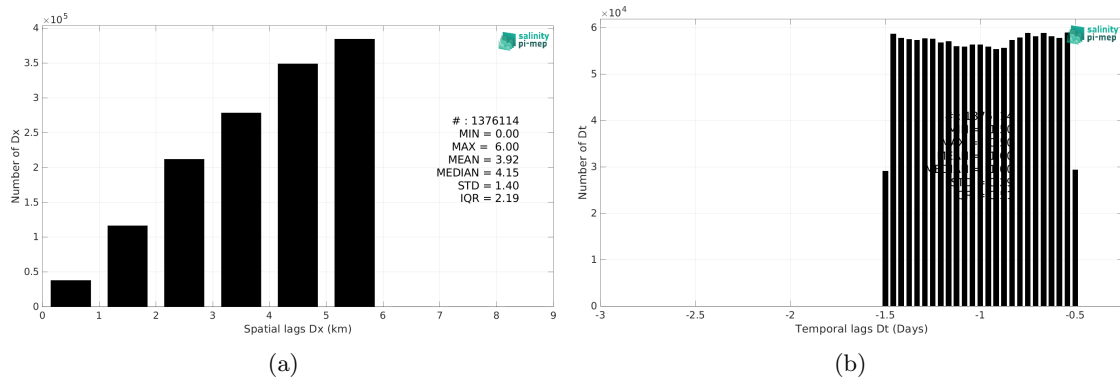 ×10⁵
4
3.5
3
2.5
2
1.5
1
0.5
0
Number of Dx
0 1 2 3 4 5 6 7 8 9
Spatial lags Dx (km)
salinity
pi-mep
# : 1376114
MIN = 0.00
MAX = 6.00
MEAN = 3.92
MEDIAN = 4.15
STD = 1.40
IQR = 2.19
(a)
×10⁴
6
5
4
3
2
1
0
Number of Dt
-3 -2.5 -2 -1.5 -1 -0.5
Temporal lags Dt (Days)
salinity
pi-mep
(b)